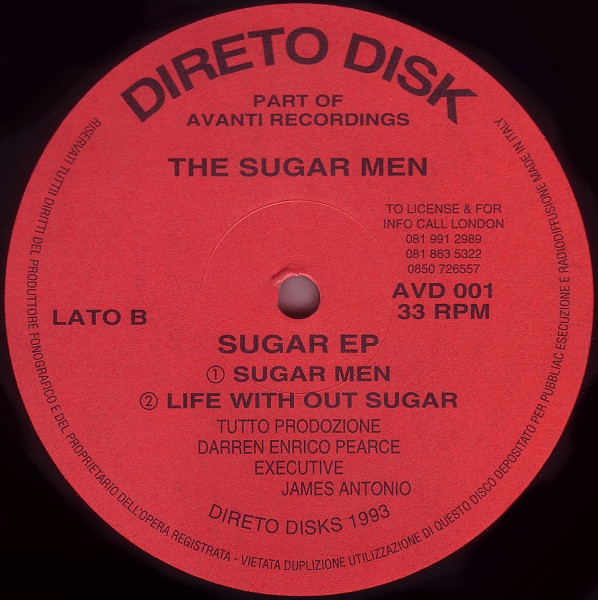 DIRETO DISK
PART OF
AVANTI RECORDINGS
THE SUGAR MEN
TO LICENSE & FOR
INFO CALL LONDON
081 991 2989
081 863 5322
0850 726557
LATO B
AVD 001
33 RPM
SUGAR EP
① SUGAR MEN
② LIFE WITH OUT SUGAR
TUTTO PRODOZIONE
DARREN ENRICO PEARCE
EXECUTIVE
JAMES ANTONIO
DIRETO DISKS 1993
RISERVATI TUTTI DIRITTI DEL PRODUTTORE FONOGRAFICO E DEL PROPRIETARIO DELL'OPERA REGISTRATA - VIETATA DUPLIZIONE UTILIZZAZIONE DI QUESTO DISCO DEPOSITATO PER PUBBLIAC ESECUZIONE E RADIODIFFUSIONE MADE IN ITALY